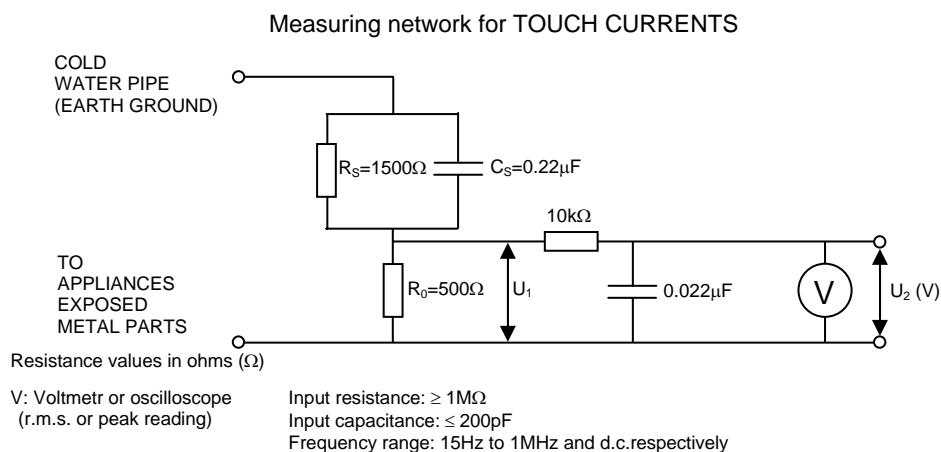 Measuring network for TOUCH CURRENTS
COLD
WATER PIPE
(EARTH GROUND)
RS=1500Ω
CS=0.22μF
10kΩ
TO
APPLIANCES
EXPOSED
METAL PARTS
R0=500Ω
U1
0.022μF
V
U2 (V)
Resistance values in ohms (Ω)
V: Voltmetr or oscilloscope
(r.m.s. or peak reading)
Input resistance: ≥ 1MΩ
Input capacitance: ≤ 200pF
Frequency range: 15Hz to 1MHz and d.c.respectively